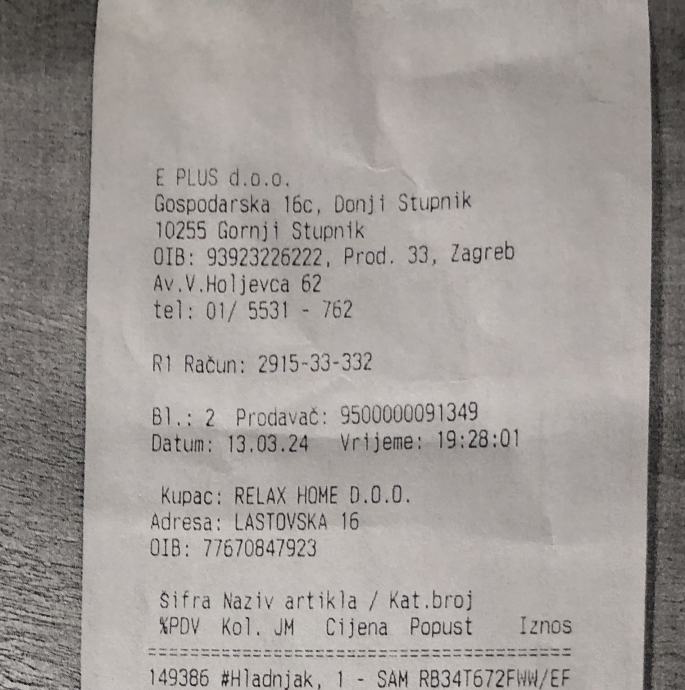 E PLUS d.o.o.
Gospodarska 16c, Donji Stupnik
10255 Gornji Stupnik
OIB: 93923226222, Prod. 33, Zagreb
Av.V.Holjevca 62
tel: 01/ 5531 - 762
R1 Račun: 2915-33-332
Bl.: 2 Prodavač: 9500000091349
Datum: 13.03.24 Vrijeme: 19:28:01
Kupac: RELAX HOME D.O.O.
Adresa: LASTOVSKA 16
OIB: 77670847923
Šifra Naziv artikla / Kat.broj
%PDV Kol. JM Cijena Popust Iznos
========================================
149386 #Hladnjak, 1 - SAM RB34T672FWW/EF